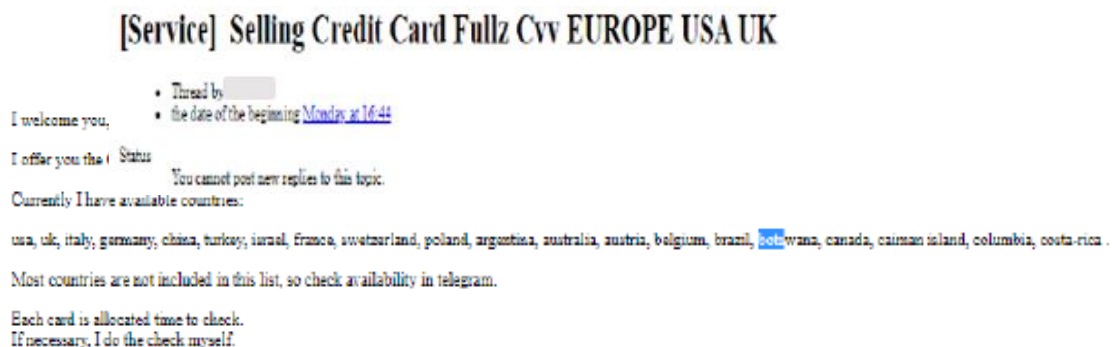 [Service] Selling Credit Card Fullz Cvv EUROPE USA UK
Thread by
the date of the beginning Monday at 16:44
I welcome you,
I offer you the
Status
You cannot post new replies to this topic.
Currently I have available countries:
usa, uk, italy, germany, china, turkey, israel, france, swetzerland, poland, argentina, australia, austria, belgium, brazil, botswana, canada, caiman island, columbia, costa-rica .
Most countries are not included in this list, so check availability in telegram.
Each card is allocated time to check.
If necessary, I do the check myself.